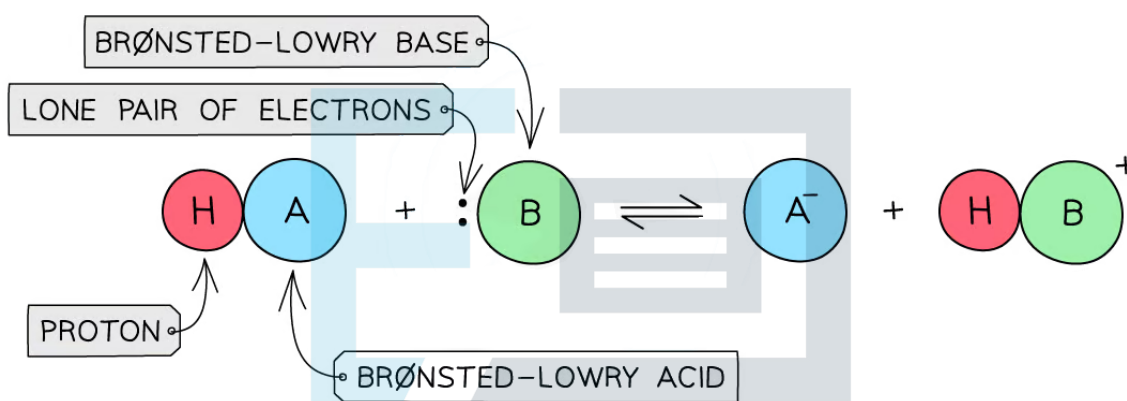 BRØNSTED–LOWRY BASE
LONE PAIR OF ELECTRONS
H A + : B ⇌ A⁻ + H B⁺
PROTON
BRØNSTED–LOWRY ACID